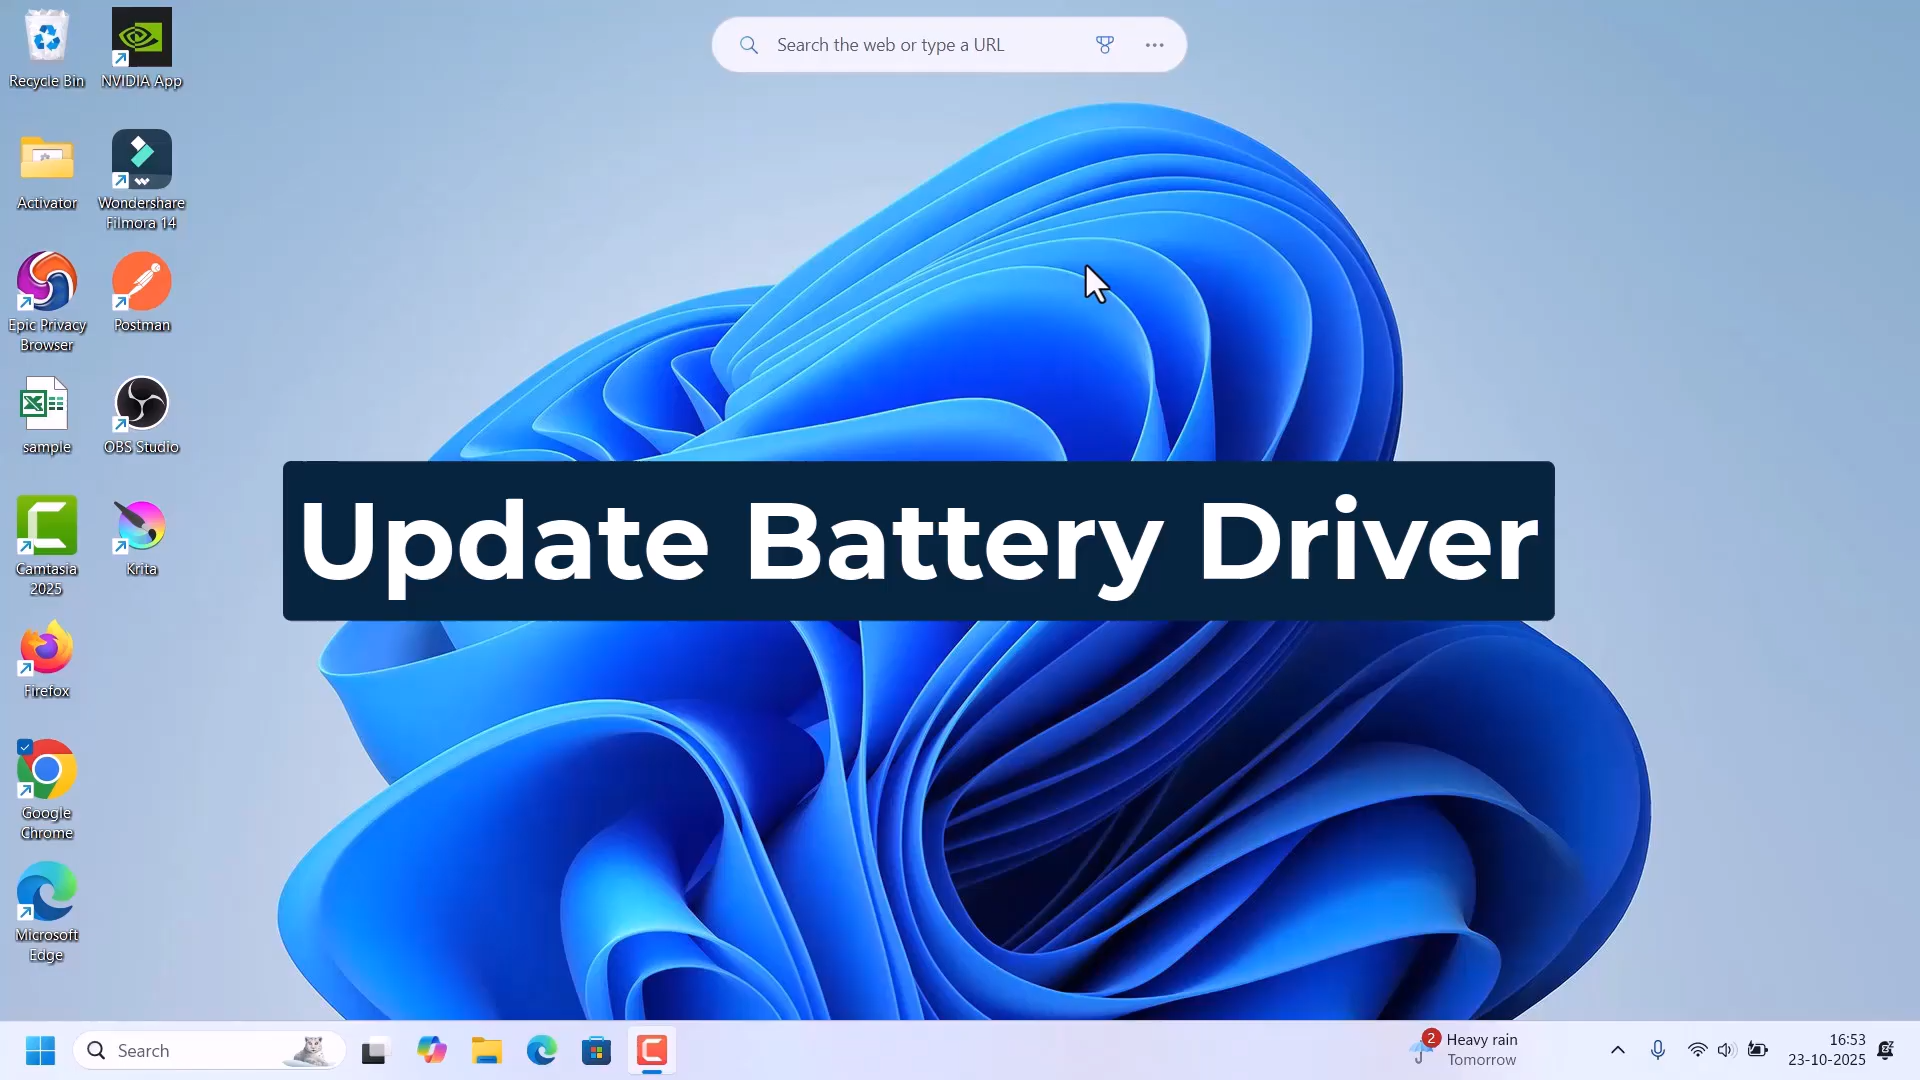 Search the web or type a URL
Recycle Bin
NVIDIA App
Activator
Wondershare
Filmora 14
Epic Privacy
Browser
Postman
sample
OBS Studio
Update Battery Driver
Camtasia
2025
Krita
Firefox
Google
Chrome
Microsoft
Edge
Search
2
Heavy rain
Tomorrow
16:53
23-10-2025